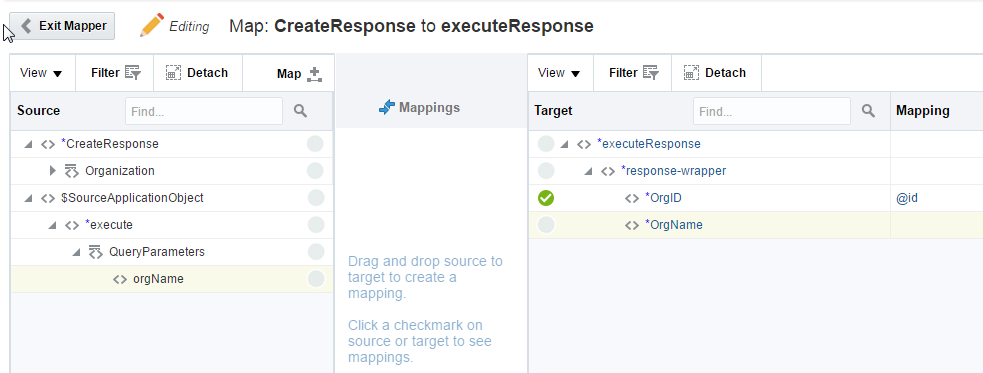 Exit Mapper Editing Map: CreateResponse to executeResponse
View Filter Detach Map View Filter Detach
Source Find... Mappings Target Find... Mapping
*CreateResponse *executeResponse
Organization *response-wrapper
$SourceApplicationObject *OrgID @id
*execute *OrgName
QueryParameters
orgName
Drag and drop source to
target to create a
mapping.
Click a checkmark on
source or target to see
mappings.